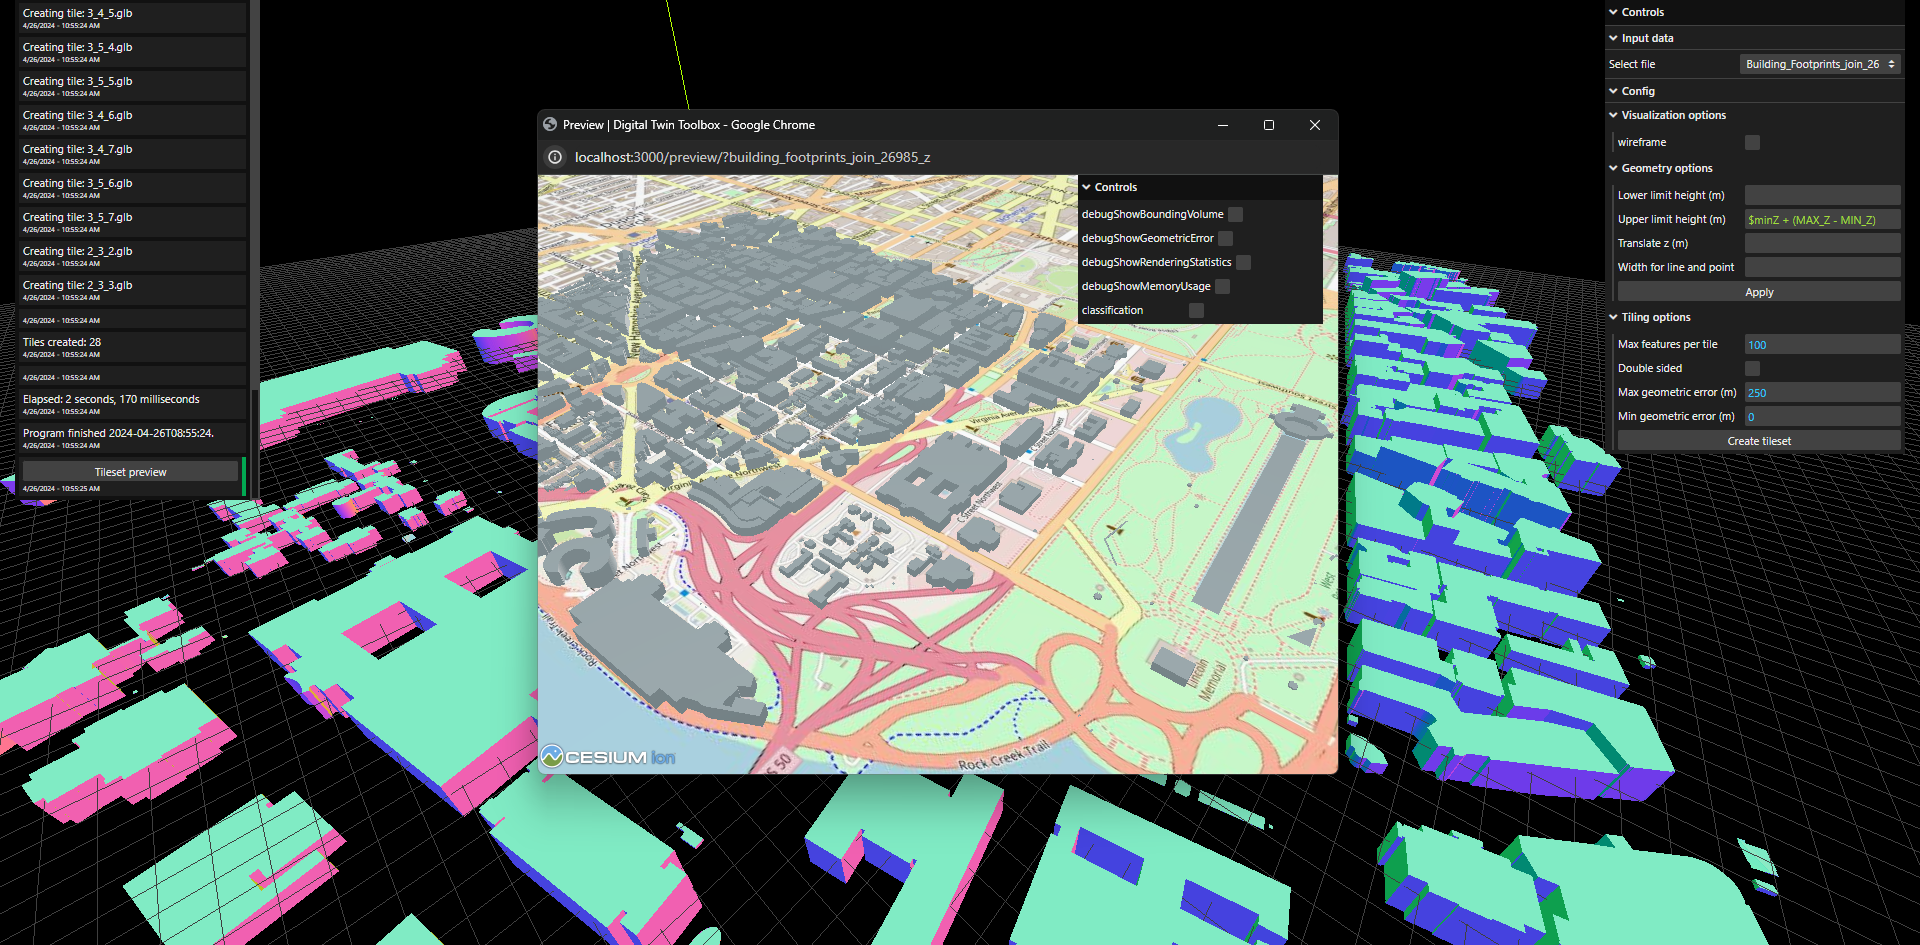 Creating tile: 3_4_5.glb
4/26/2024 - 10:55:24 AM
Creating tile: 3_5_4.glb
4/26/2024 - 10:55:24 AM
Creating tile: 3_5_5.glb
4/26/2024 - 10:55:24 AM
Creating tile: 3_4_6.glb
4/26/2024 - 10:55:24 AM
Creating tile: 3_4_7.glb
4/26/2024 - 10:55:24 AM
Creating tile: 3_5_6.glb
4/26/2024 - 10:55:24 AM
Creating tile: 3_5_7.glb
4/26/2024 - 10:55:24 AM
Creating tile: 2_3_2.glb
4/26/2024 - 10:55:24 AM
Creating tile: 2_3_3.glb
4/26/2024 - 10:55:24 AM
4/26/2024 - 10:55:24 AM
Tiles created: 28
4/26/2024 - 10:55:24 AM
4/26/2024 - 10:55:24 AM
Elapsed: 2 seconds, 170 milliseconds
4/26/2024 - 10:55:24 AM
Program finished 2024-04-26T08:55:24.
4/26/2024 - 10:55:24 AM
Tileset preview
4/26/2024 - 10:55:25 AM
Preview | Digital Twin Toolbox - Google Chrome
localhost:3000/preview/?building_footprints_join_26985_z
Controls
debugShowBoundingVolume
debugShowGeometricError
debugShowRenderingStatistics
debugShowMemoryUsage
classification
C Street Northwest
Lincoln
Memorial
Rock Creek Trail
CESIUM ion
Controls
Input data
Select file Building_Footprints_join_26
Config
Visualization options
wireframe
Geometry options
Lower limit height (m)
Upper limit height (m) $minZ + (MAX_Z - MIN_Z)
Translate z (m)
Width for line and point
Apply
Tiling options
Max features per tile 100
Double sided
Max geometric error (m) 250
Min geometric error (m) 0
Create tileset